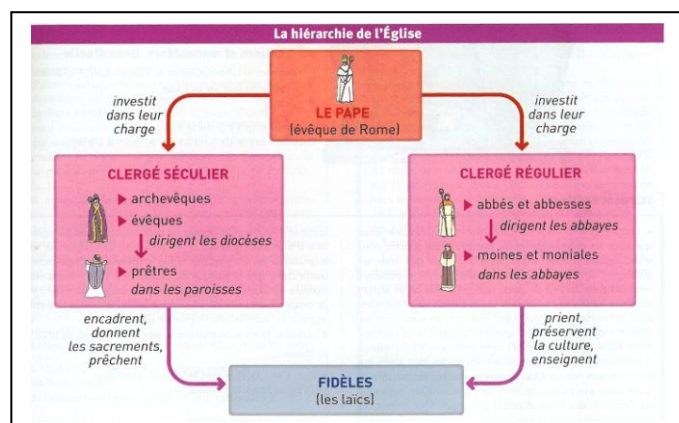 La hiérarchie de l'Église
LE PAPE
(évêque de Rome)
investit
dans leur
charge
investit
dans leur
charge
CLERGÉ SÉCULIER
▶ archevêques
▶ évêques
dirigent les diocèses
▶ prêtres
dans les paroisses
CLERGÉ RÉGULIER
▶ abbés et abbesses
dirigent les abbayes
▶ moines et moniales
dans les abbayes
encadrent,
donnent
les sacrements,
prêchent
prient,
préservent
la culture,
enseignent
FIDÈLES
(les laïcs)